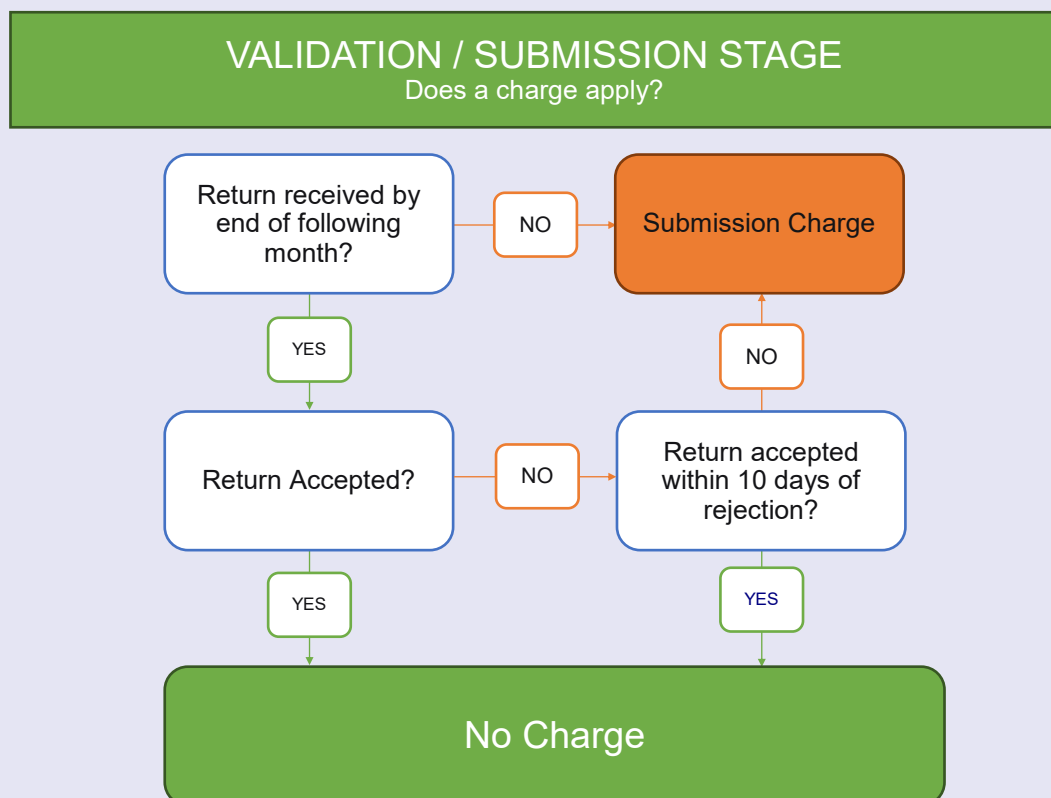 VALIDATION / SUBMISSION STAGE
Does a charge apply?
Return received by
end of following
month?
NO
Submission Charge
YES
NO
Return Accepted?
NO
Return accepted
within 10 days of
rejection?
YES
YES
No Charge